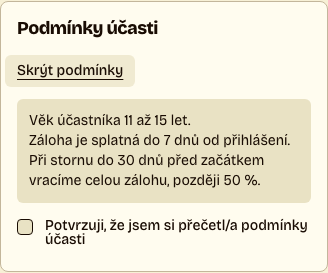 Podmínky účasti
Skrýt podmínky
Věk účastníka 11 až 15 let.
Záloha je splatná do 7 dnů od přihlášení.
Při stornu do 30 dnů před začátkem
vracíme celou zálohu, později 50 %.
Potvrzuji, že jsem si přečetl/a podmínky
účasti